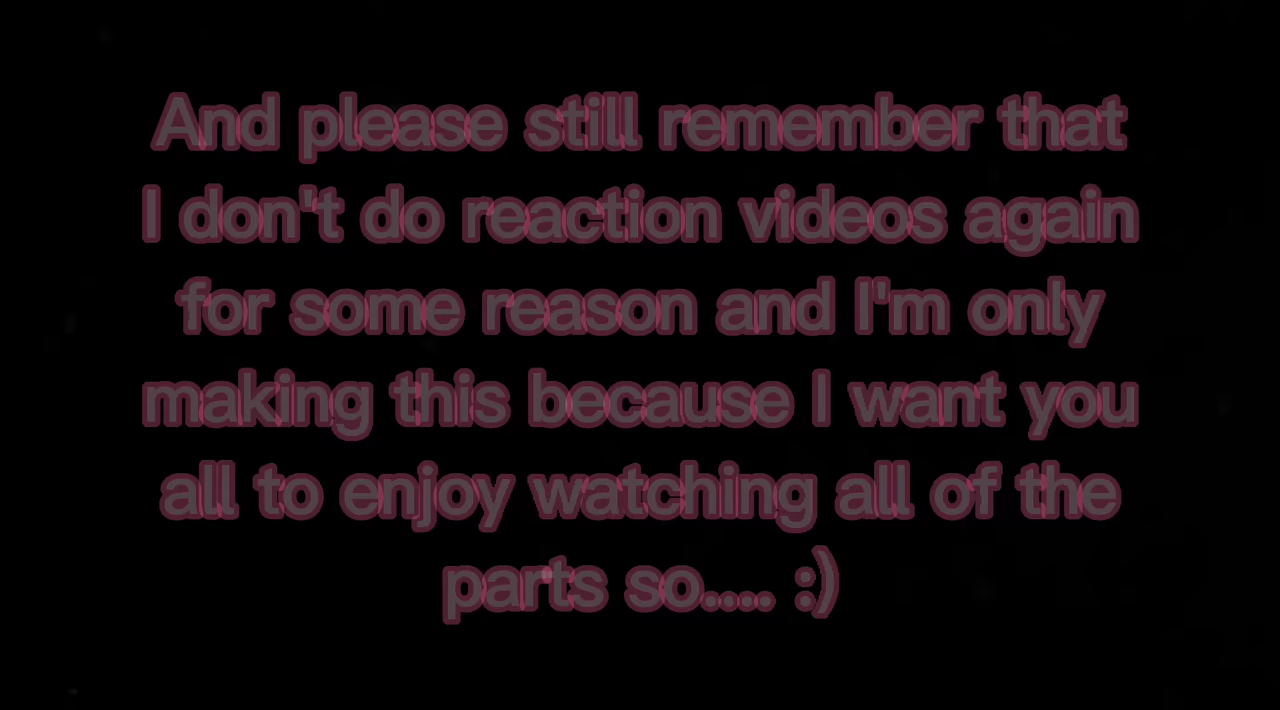 And please still remember that
I don't do reaction videos again
for some reason and I'm only
making this because I want you
all to enjoy watching all of the
parts so..... :)